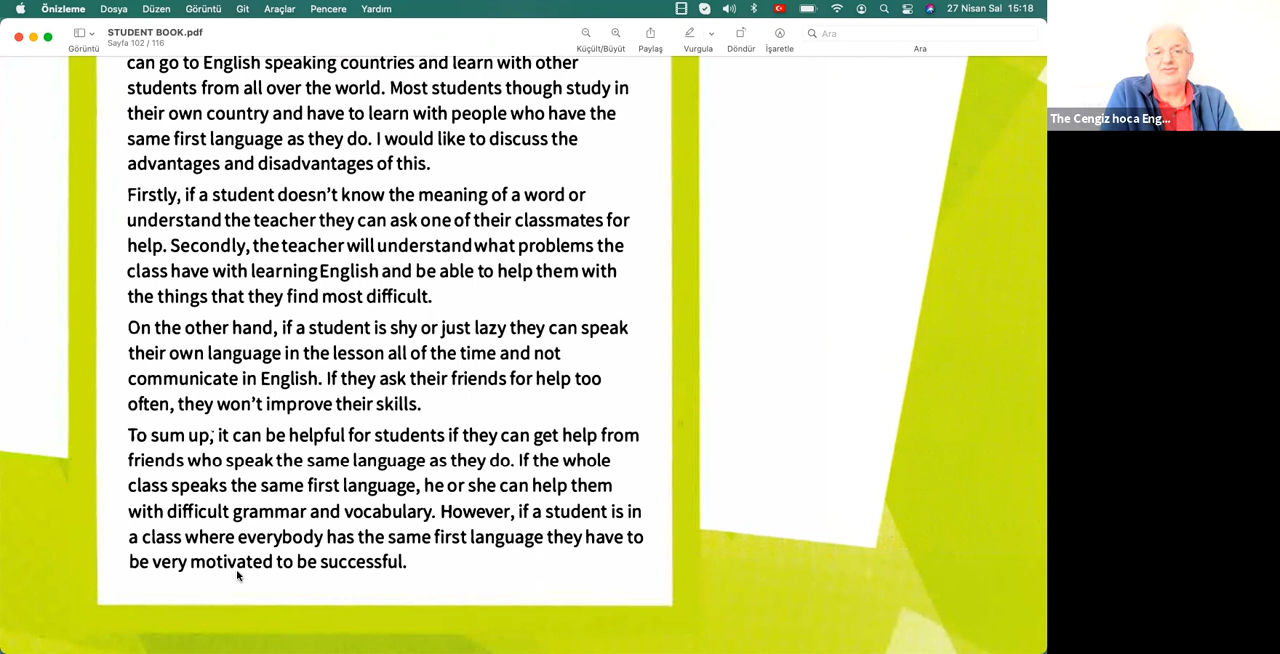 Önizleme Dosya Düzen Görüntü Git Araçlar Pencere Yardım 27 Nisan Sal 15:18
STUDENT BOOK.pdf
Sayfa 102 / 116
Ara
Görüntü Küçült/Büyüt Paylaş Vurgula Döndür İşaretle Ara
can go to English speaking countries and learn with other
students from all over the world. Most students though study in
their own country and have to learn with people who have the
same first language as they do. I would like to discuss the
advantages and disadvantages of this.
Firstly, if a student doesn't know the meaning of a word or
understand the teacher they can ask one of their classmates for
help. Secondly, the teacher will understand what problems the
class have with learning English and be able to help them with
the things that they find most difficult.
On the other hand, if a student is shy or just lazy they can speak
their own language in the lesson all of the time and not
communicate in English. If they ask their friends for help too
often, they won't improve their skills.
To sum up, it can be helpful for students if they can get help from
friends who speak the same language as they do. If the whole
class speaks the same first language, he or she can help them
with difficult grammar and vocabulary. However, if a student is in
a class where everybody has the same first language they have to
be very motivated to be successful.
The Cengiz hoca Eng...